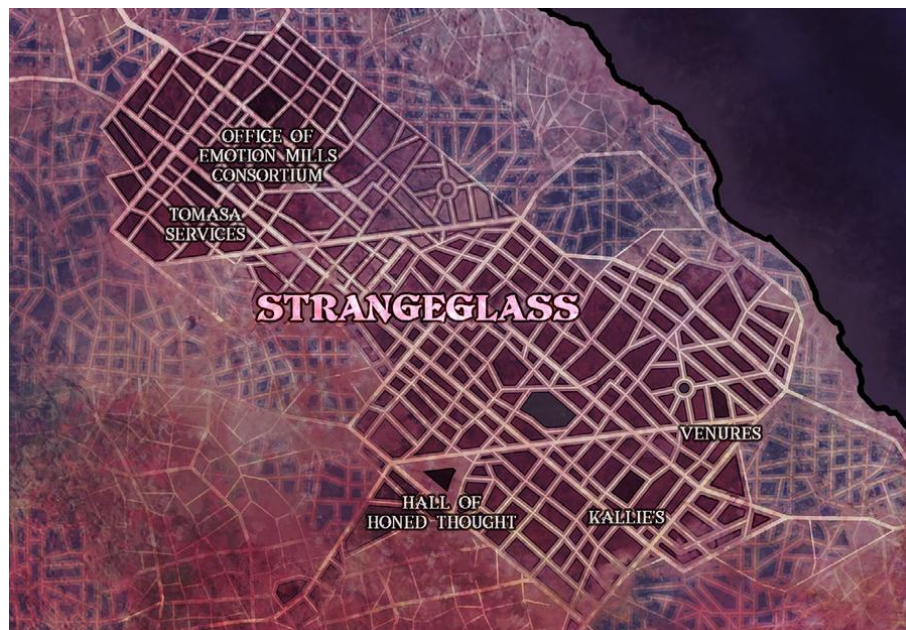 OFFICE OF
EMOTION MILLS
CONSORTIUM
TOMASA
SERVICES
STRANGEGLASS
VENURES
HALL OF
HONED THOUGHT
KALLIE'S